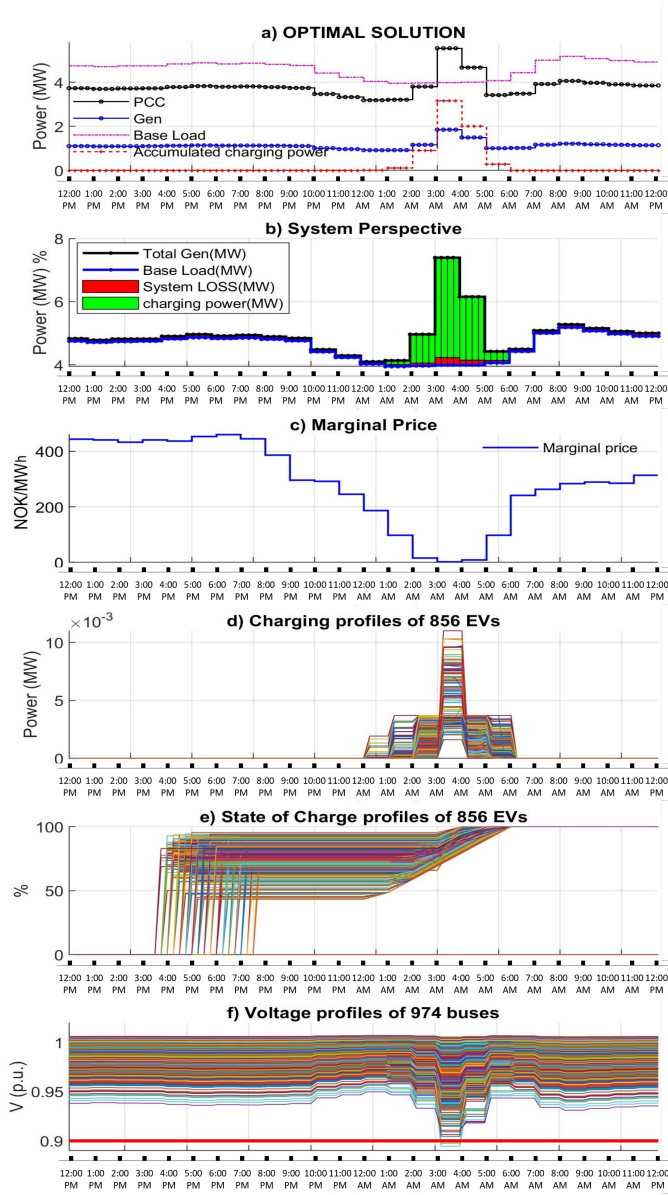 a) OPTIMAL SOLUTION
Power (MW)
4
2
0
PCC
Gen
Base Load
Accumulated charging power
12:00 1:00 2:00 3:00 4:00 5:00 6:00 7:00 8:00 9:00 10:00 11:00 12:00 1:00 2:00 3:00 4:00 5:00 6:00 7:00 8:00 9:00 10:00 11:00 12:00
PM PM PM PM PM PM PM PM PM PM PM PM AM AM AM AM AM AM AM AM AM AM AM AM PM
b) System Perspective
Power (MW) %
8
6
4
Total Gen(MW)
Base Load(MW)
System LOSS(MW)
charging power(MW)
12:00 1:00 2:00 3:00 4:00 5:00 6:00 7:00 8:00 9:00 10:00 11:00 12:00 1:00 2:00 3:00 4:00 5:00 6:00 7:00 8:00 9:00 10:00 11:00 12:00
PM PM PM PM PM PM PM PM PM PM PM PM AM AM AM AM AM AM AM AM AM AM AM AM PM
c) Marginal Price
NOK/MWh
400
200
0
Marginal price
12:00 1:00 2:00 3:00 4:00 5:00 6:00 7:00 8:00 9:00 10:00 11:00 12:00 1:00 2:00 3:00 4:00 5:00 6:00 7:00 8:00 9:00 10:00 11:00 12:00
PM PM PM PM PM PM PM PM PM PM PM PM AM AM AM AM AM AM AM AM AM AM AM AM PM
d) Charging profiles of 856 EVs
×10⁻³
Power (MW)
10
5
0
12:00 1:00 2:00 3:00 4:00 5:00 6:00 7:00 8:00 9:00 10:00 11:00 12:00 1:00 2:00 3:00 4:00 5:00 6:00 7:00 8:00 9:00 10:00 11:00 12:00
PM PM PM PM PM PM PM PM PM PM PM PM AM AM AM AM AM AM AM AM AM AM AM AM PM
e) State of Charge profiles of 856 EVs
%
100
50
0
12:00 1:00 2:00 3:00 4:00 5:00 6:00 7:00 8:00 9:00 10:00 11:00 12:00 1:00 2:00 3:00 4:00 5:00 6:00 7:00 8:00 9:00 10:00 11:00 12:00
PM PM PM PM PM PM PM PM PM PM PM PM AM AM AM AM AM AM AM AM AM AM AM AM PM
f) Voltage profiles of 974 buses
V (p.u.)
1
0.95
0.9
12:00 1:00 2:00 3:00 4:00 5:00 6:00 7:00 8:00 9:00 10:00 11:00 12:00 1:00 2:00 3:00 4:00 5:00 6:00 7:00 8:00 9:00 10:00 11:00 12:00
PM PM PM PM PM PM PM PM PM PM PM PM AM AM AM AM AM AM AM AM AM AM AM AM PM